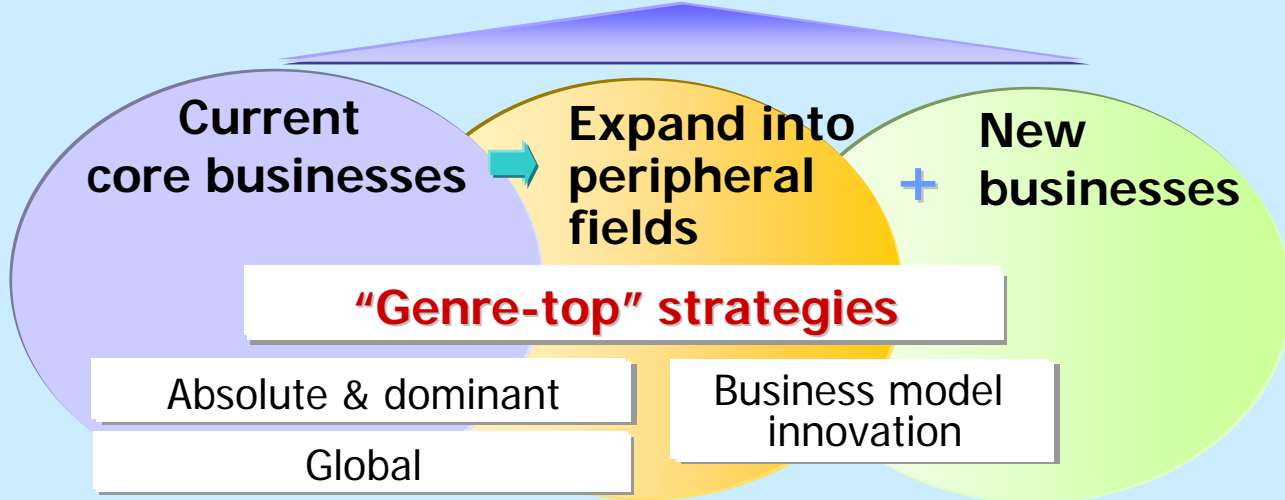 Current
core businesses
Expand into
peripheral
fields
+
New
businesses
“Genre-top” strategies
Absolute & dominant
Global
Business model
innovation